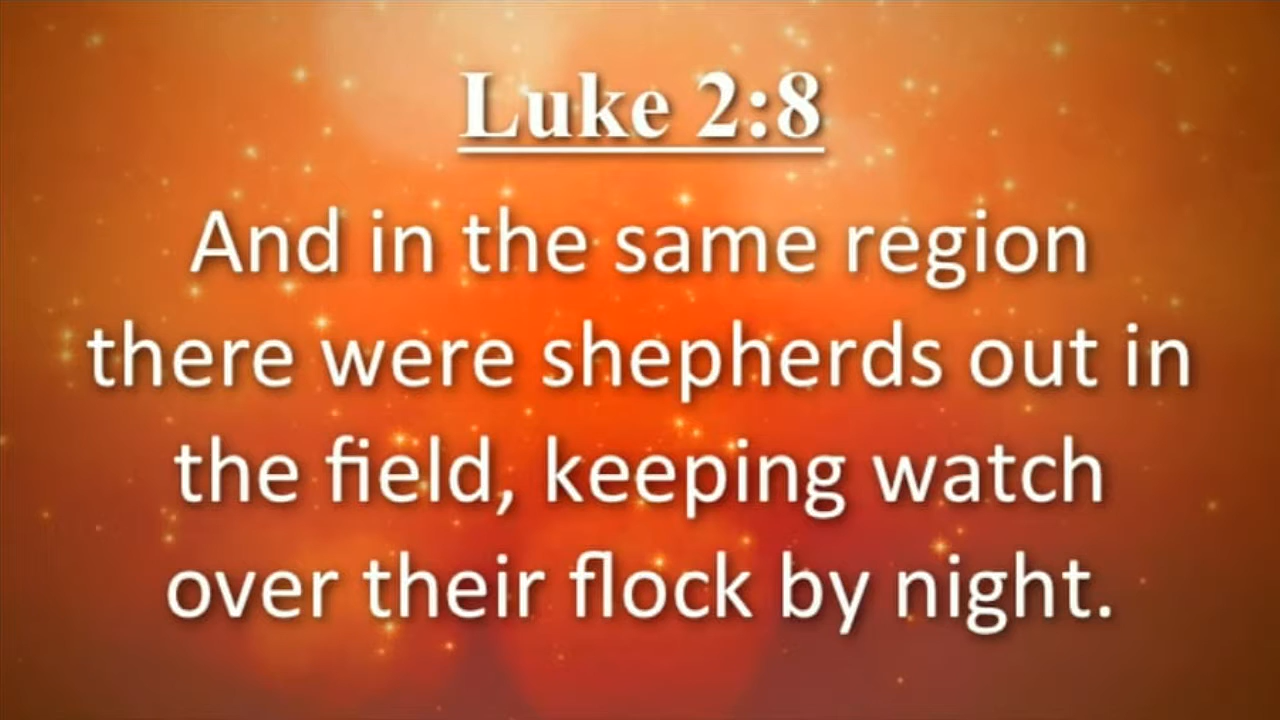 Luke 2:8
And in the same region
there were shepherds out in
the field, keeping watch
over their flock by night.